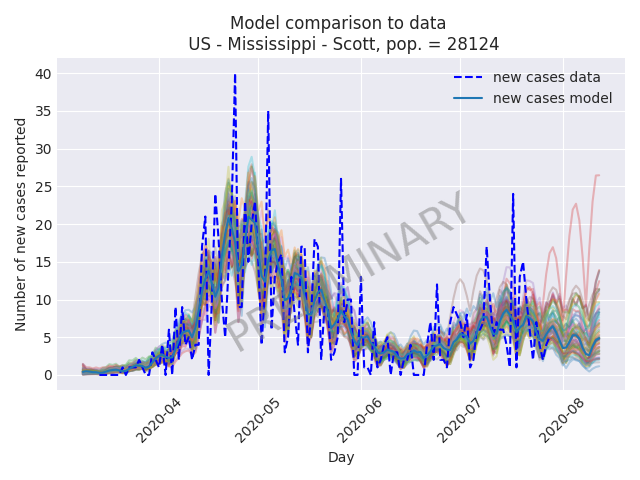 Model comparison to data
US - Mississippi - Scott, pop. = 28124
new cases data
new cases model
PRELIMINARY
Number of new cases reported
40
35
30
25
20
15
10
5
0
2020-04
2020-05
2020-06
2020-07
2020-08
Day